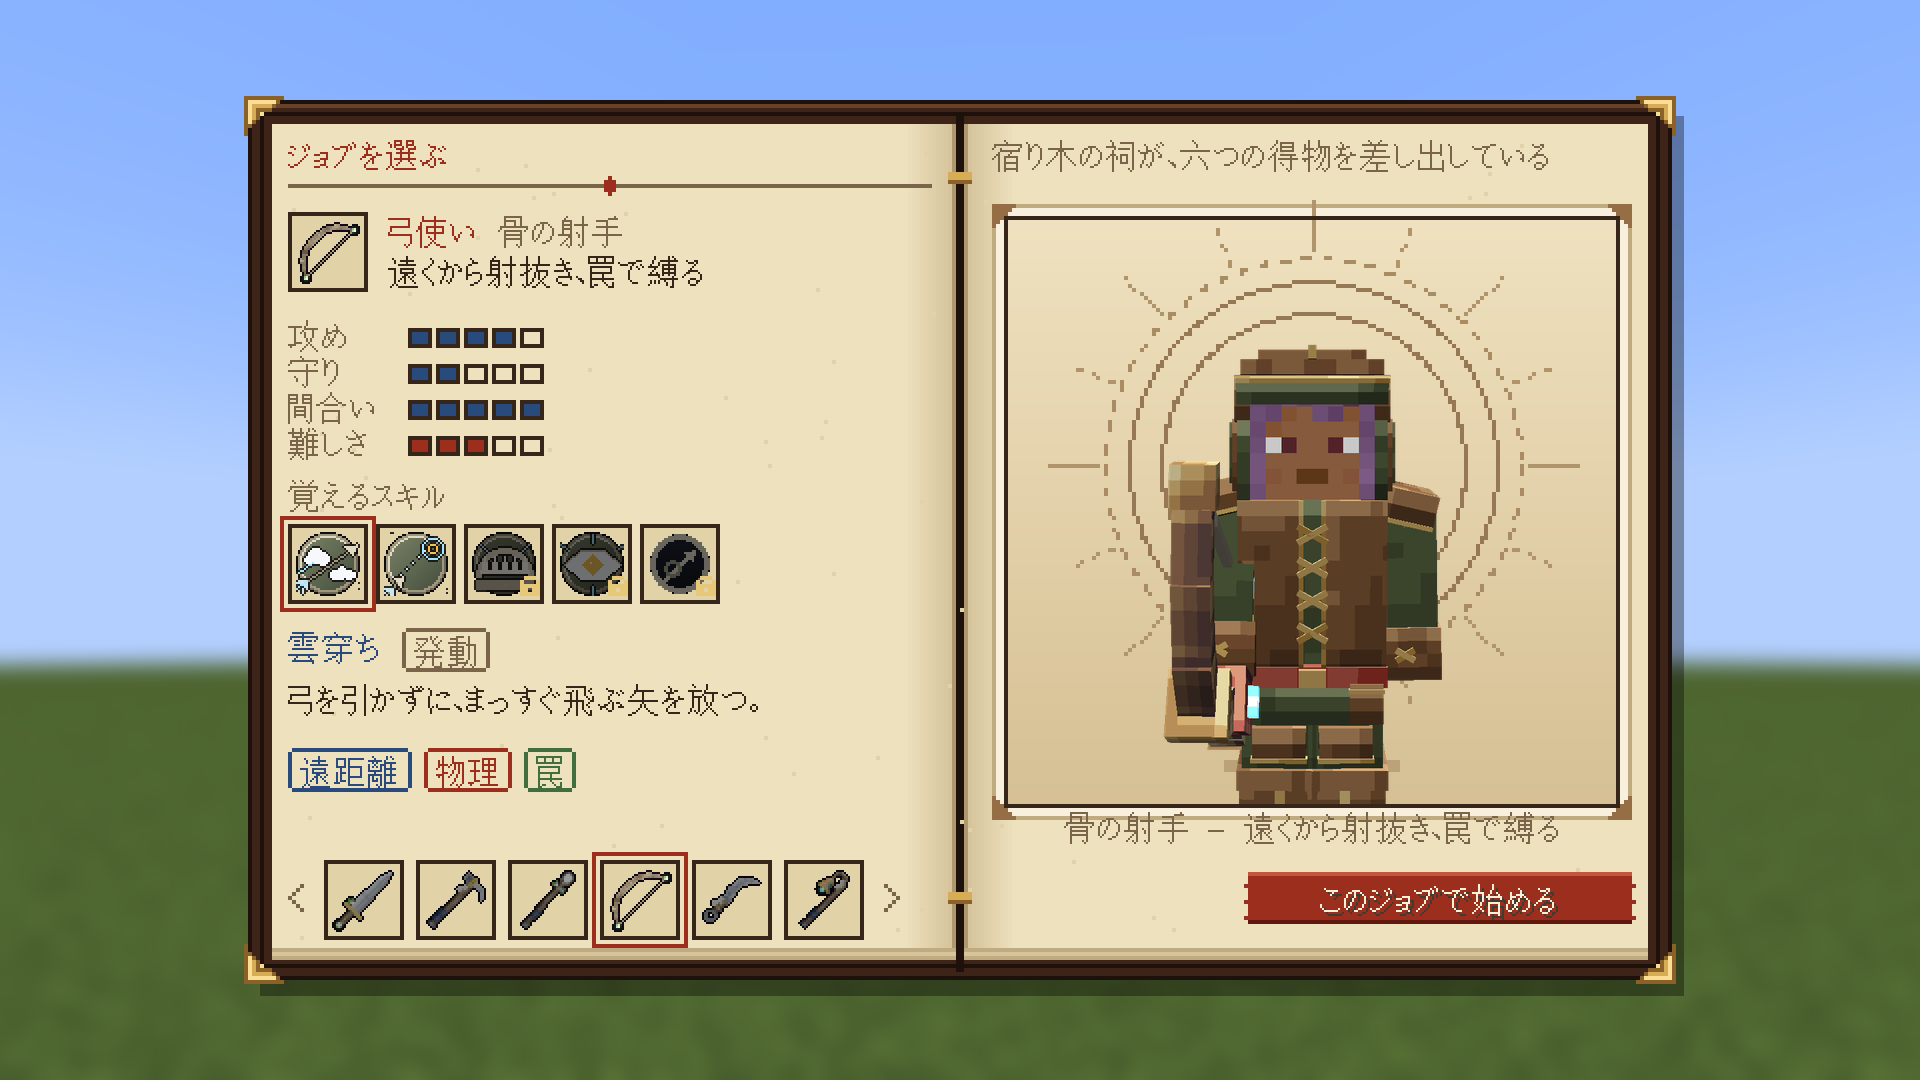 ジョブを選ぶ
弓使い 骨の射手
遠くから射抜き、罠で縛る
攻め
守り
間合い
難しさ
覚えるスキル
雲穿ち 発動
弓を引かずに、まっすぐ飛ぶ矢を放つ。
遠距離 物理 罠
宿り木の祠が、六つの得物を差し出している
骨の射手 – 遠くから射抜き、罠で縛る
このジョブで始める